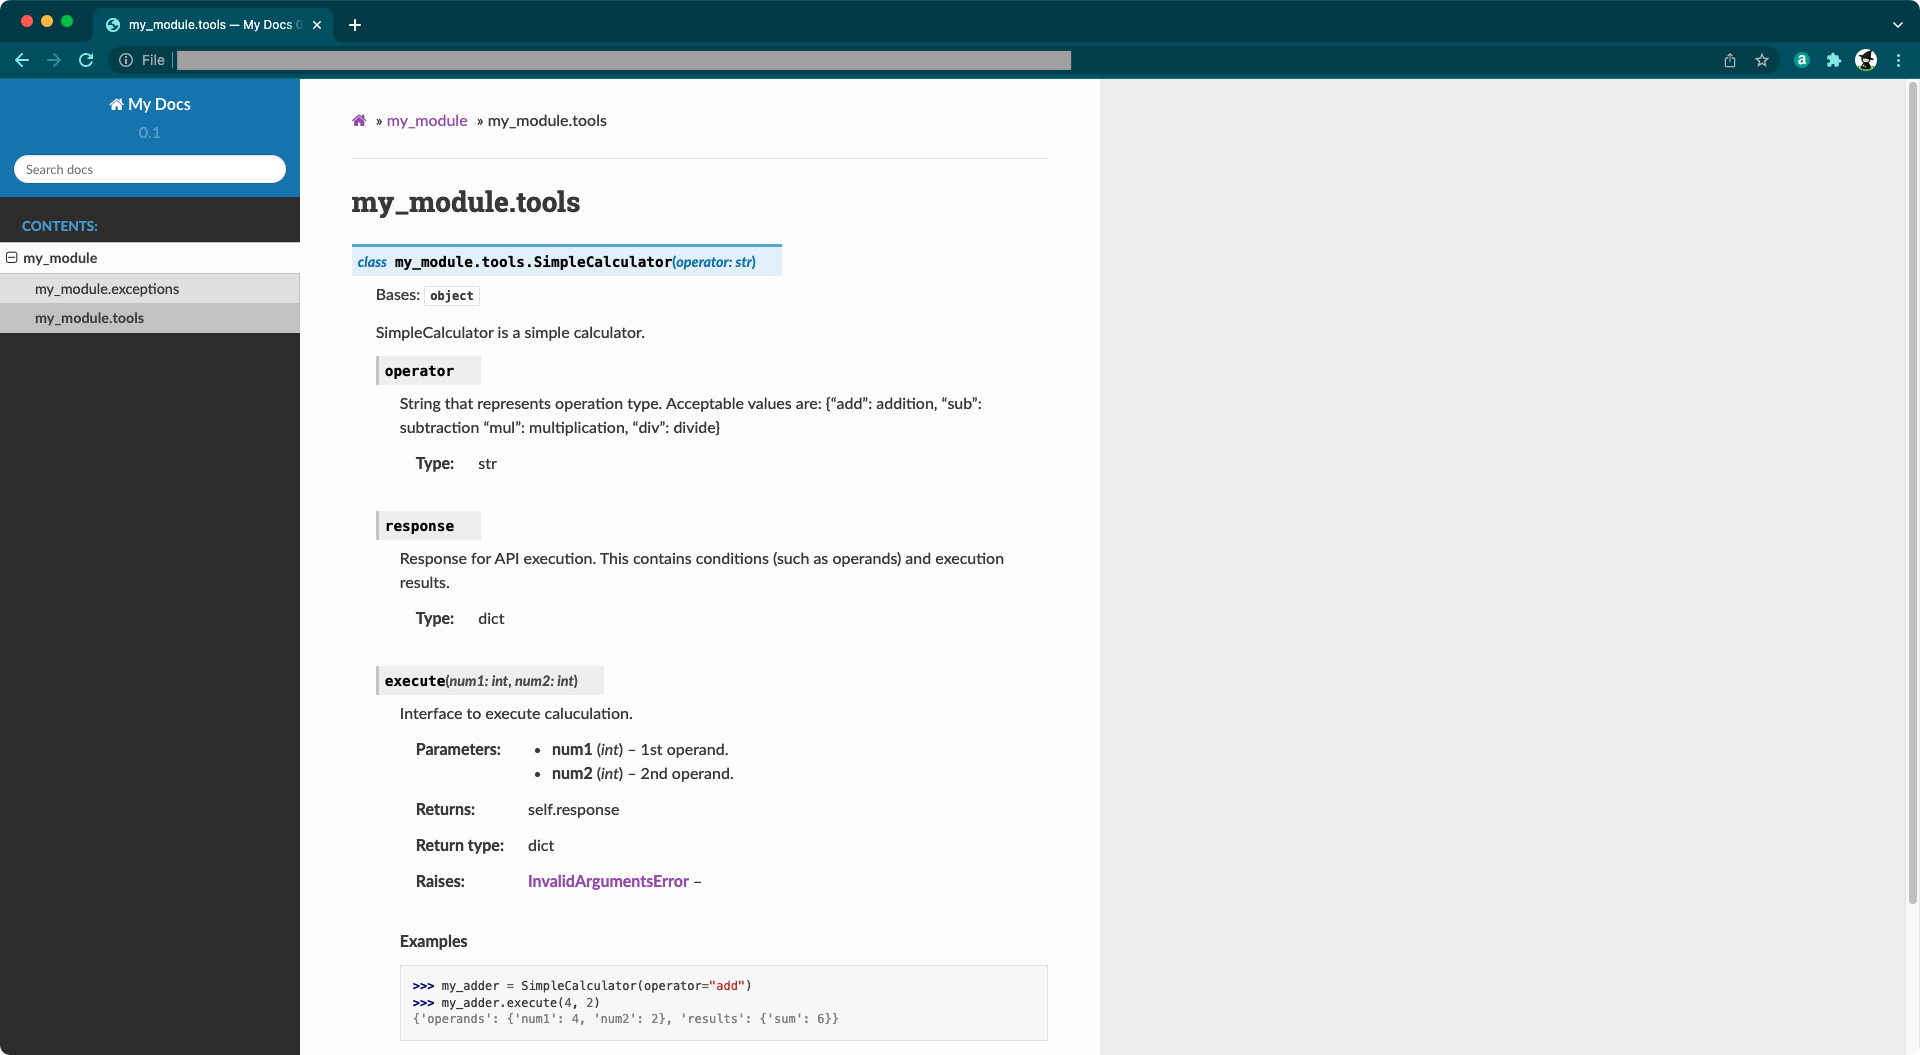 my_module.tools — My Docs 0
File
My Docs
0.1
Search docs
CONTENTS:
my_module
my_module.exceptions
my_module.tools
» my_module » my_module.tools
my_module.tools
class my_module.tools.SimpleCalculator(operator: str)
Bases: object
SimpleCalculator is a simple calculator.
operator
String that represents operation type. Acceptable values are: {“add”: addition, “sub”:
subtraction “mul”: multiplication, “div”: divide}
Type: str
response
Response for API execution. This contains conditions (such as operands) and execution
results.
Type: dict
execute(num1: int, num2: int)
Interface to execute caluculation.
Parameters: • num1 (int) – 1st operand.
• num2 (int) – 2nd operand.
Returns: self.response
Return type: dict
Raises: InvalidArgumentsError –
Examples
>>> my_adder = SimpleCalculator(operator="add")
>>> my_adder.execute(4, 2)
{'operands': {'num1': 4, 'num2': 2}, 'results': {'sum': 6}}